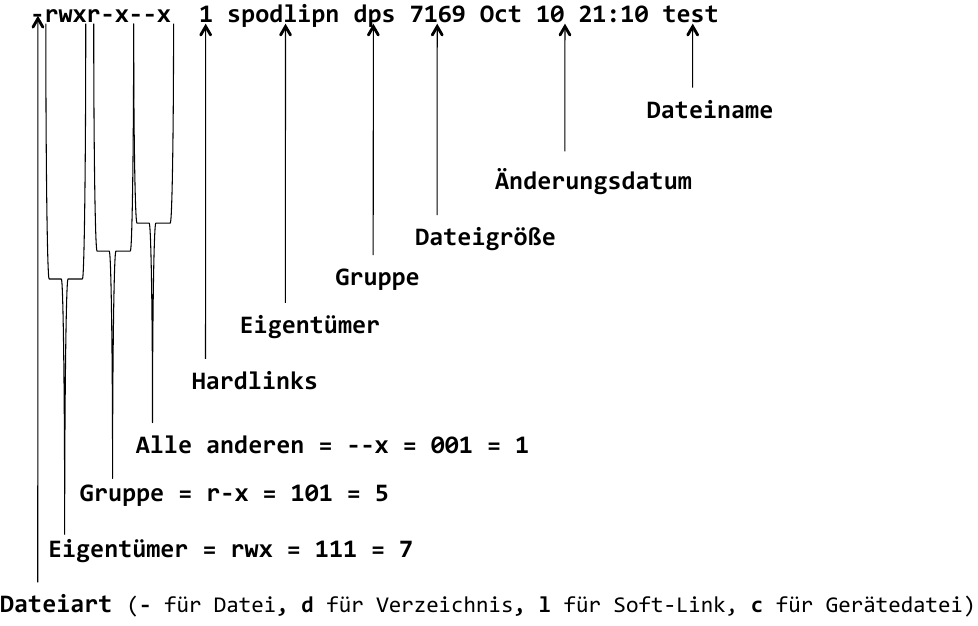 -rwxr-x--x 1 spodlipn dps 7169 Oct 10 21:10 test
Dateiname
Änderungsdatum
Dateigröße
Gruppe
Eigentümer
Hardlinks
Alle anderen = --x = 001 = 1
Gruppe = r-x = 101 = 5
Eigentümer = rwx = 111 = 7
Dateiart (- für Datei, d für Verzeichnis, l für Soft-Link, c für Gerätedatei)